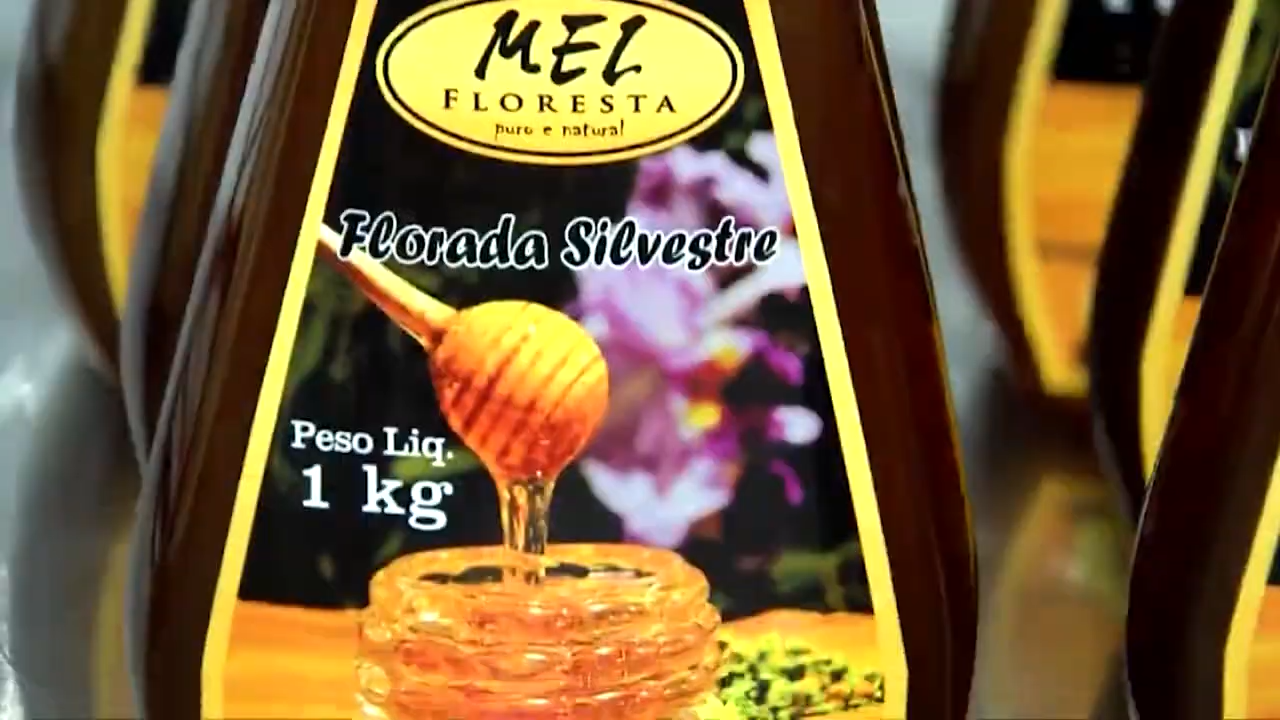 MEL
FLORESTA
puro e natural
Florada Silvestre
Peso Liq.
1 kg